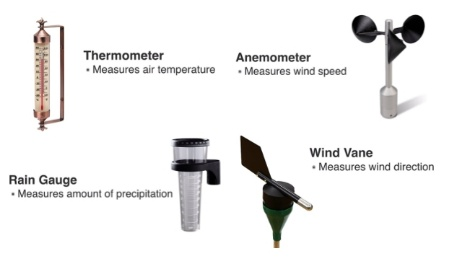 Thermometer
• Measures air temperature
Anemometer
• Measures wind speed
Rain Gauge
• Measures amount of precipitation
Wind Vane
• Measures wind direction